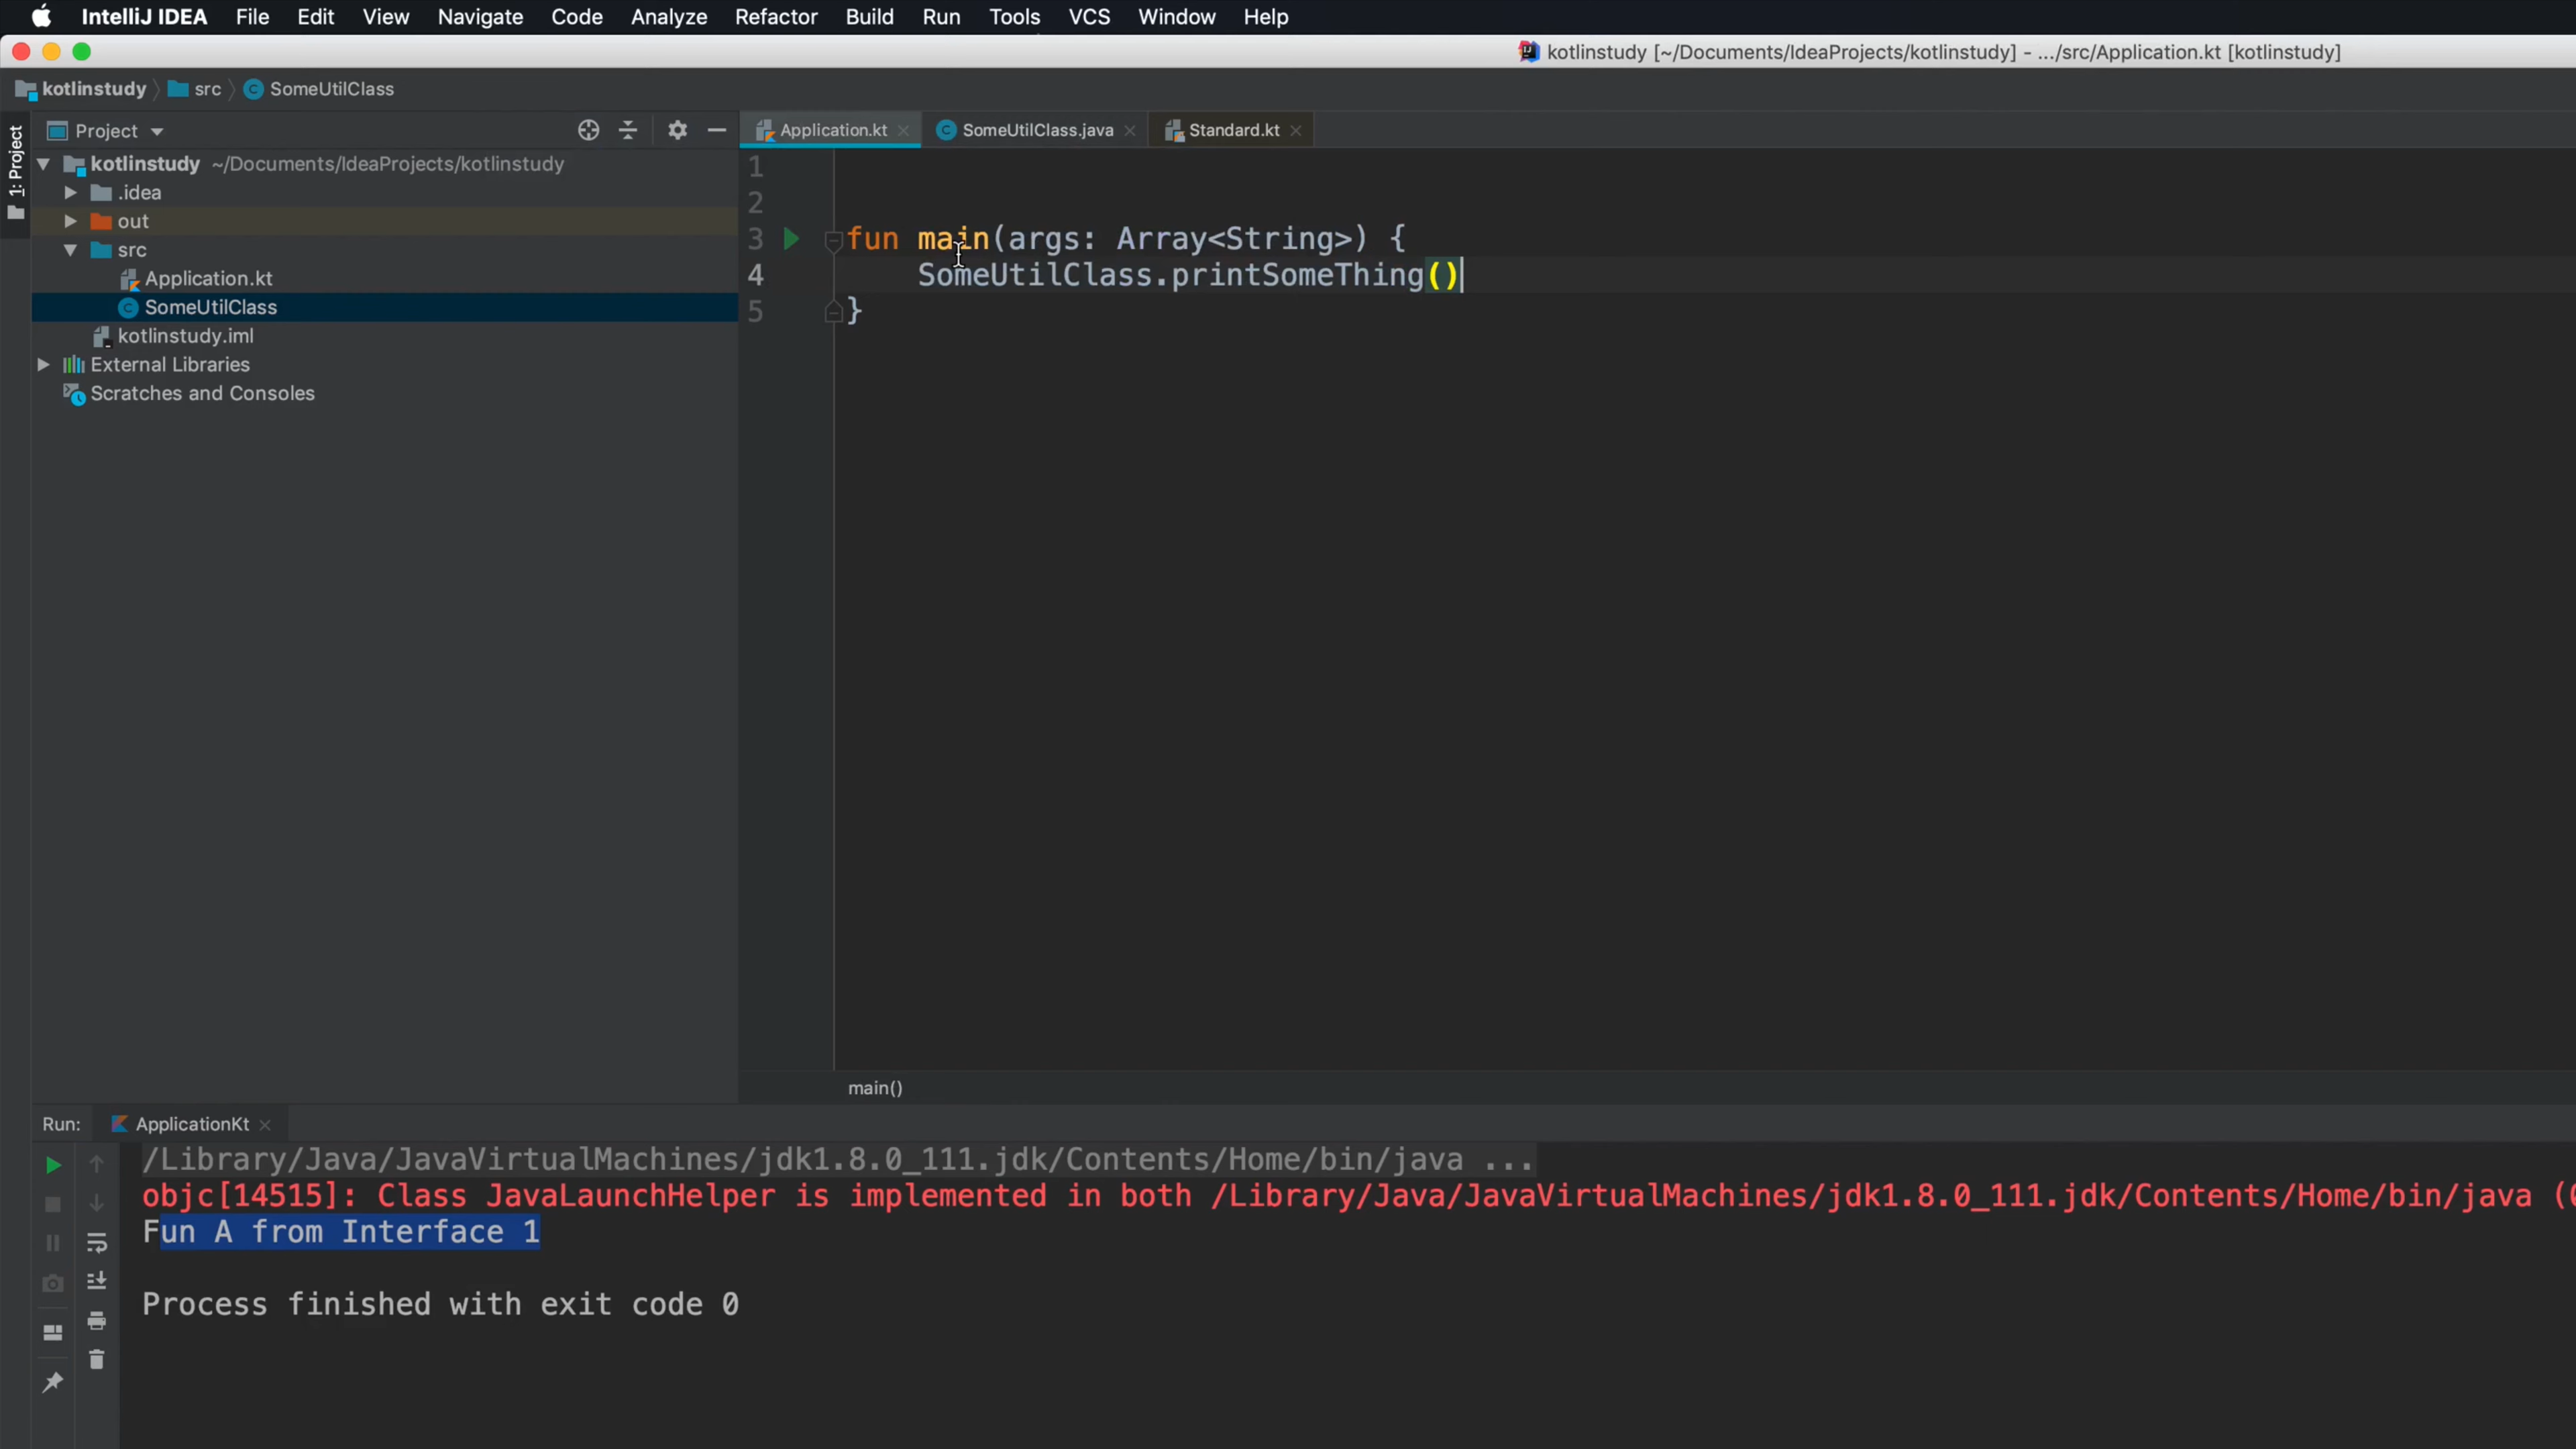 IntelliJ IDEA File Edit View Navigate Code Analyze Refactor Build Run Tools VCS Window Help
kotlinstudy [~/Documents/IdeaProjects/kotlinstudy] - .../src/Application.kt [kotlinstudy]
kotlinstudy src SomeUtilClass
1: Project
Project
Application.kt SomeUtilClass.java Standard.kt
kotlinstudy ~/Documents/IdeaProjects/kotlinstudy
.idea
out
src
Application.kt
SomeUtilClass
kotlinstudy.iml
External Libraries
Scratches and Consoles
1
2
3 fun main(args: Array<String>) {
4 SomeUtilClass.printSomeThing()
5 }
main()
Run: ApplicationKt
/Library/Java/JavaVirtualMachines/jdk1.8.0_111.jdk/Contents/Home/bin/java ...
objc[14515]: Class JavaLaunchHelper is implemented in both /Library/Java/JavaVirtualMachines/jdk1.8.0_111.jdk/Contents/Home/bin/java (
Fun A from Interface 1
Process finished with exit code 0